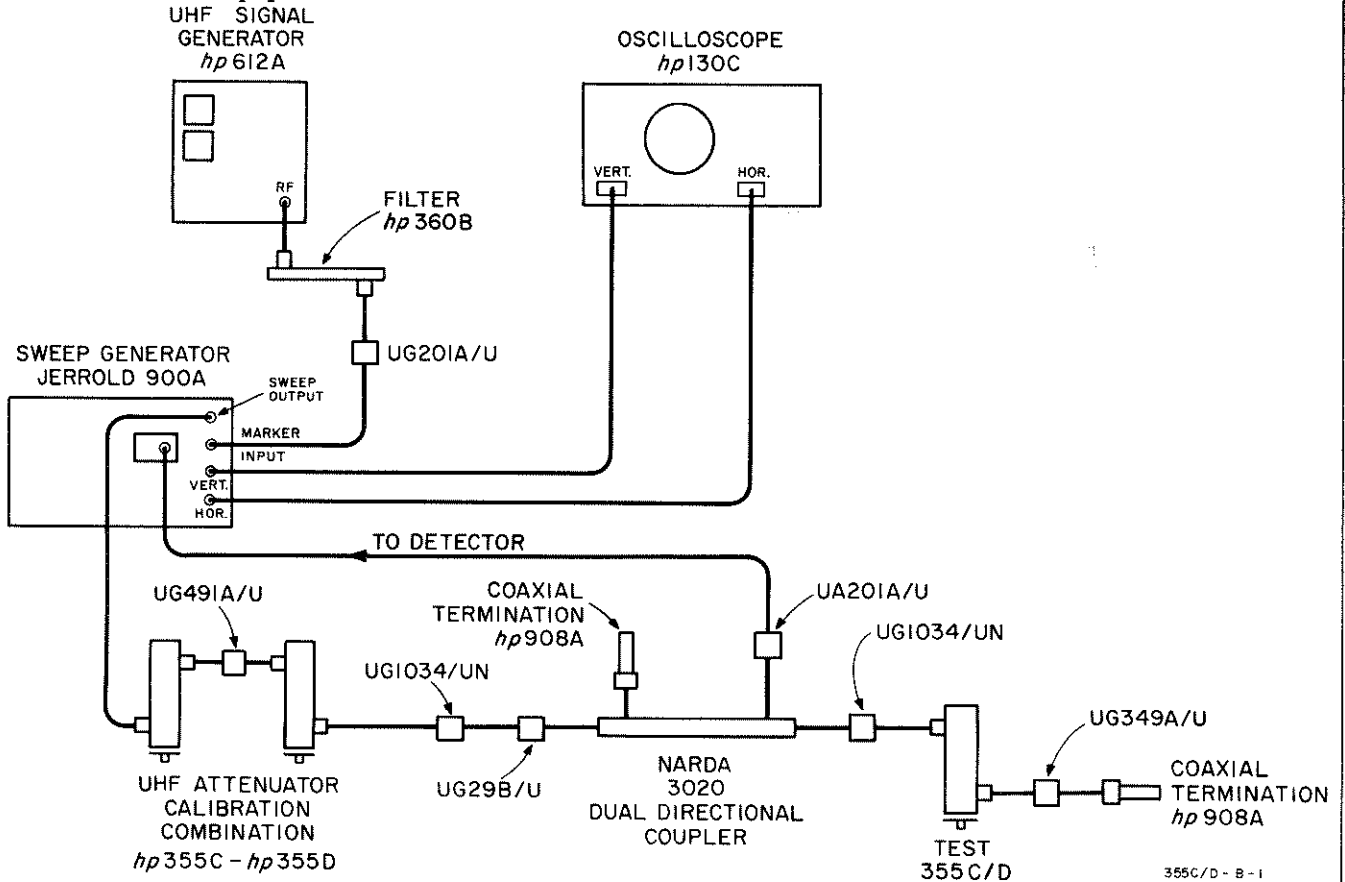 UHF SIGNAL
GENERATOR
hp 612A
RF
OSCILLOSCOPE
hp 130C
VERT.
HOR.
FILTER
hp 360B
UG201A/U
SWEEP GENERATOR
JERROLD 900A
SWEEP
OUTPUT
MARKER
INPUT
VERT.
HOR.
TO DETECTOR
UG491A/U
COAXIAL
TERMINATION
hp 908A
UA201A/U
UG1034/UN
UG1034/UN
UG29B/U
UG349A/U
UHF ATTENUATOR
CALIBRATION
COMBINATION
hp 355C - hp 355D
NARDA
3020
DUAL DIRECTIONAL
COUPLER
TEST
355C/D
COAXIAL
TERMINATION
hp 908A
355C/D - B - 1